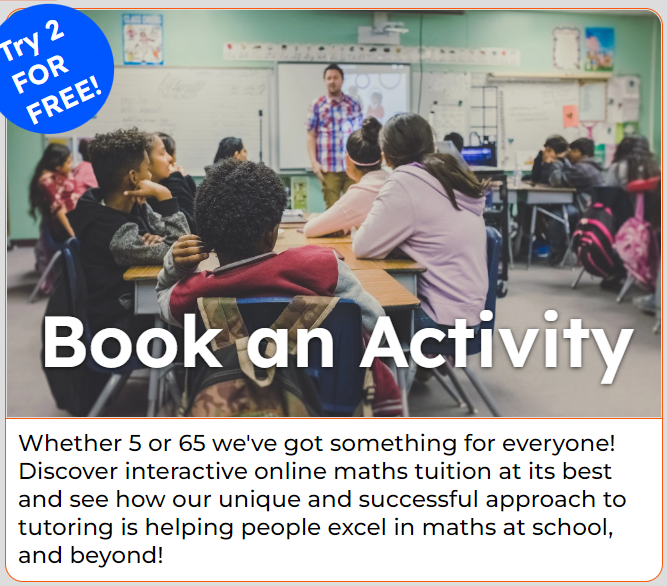 Try 2
FOR
FREE!
Book an Activity
Whether 5 or 65 we've got something for everyone!
Discover interactive online maths tuition at its best
and see how our unique and successful approach to
tutoring is helping people excel in maths at school,
and beyond!